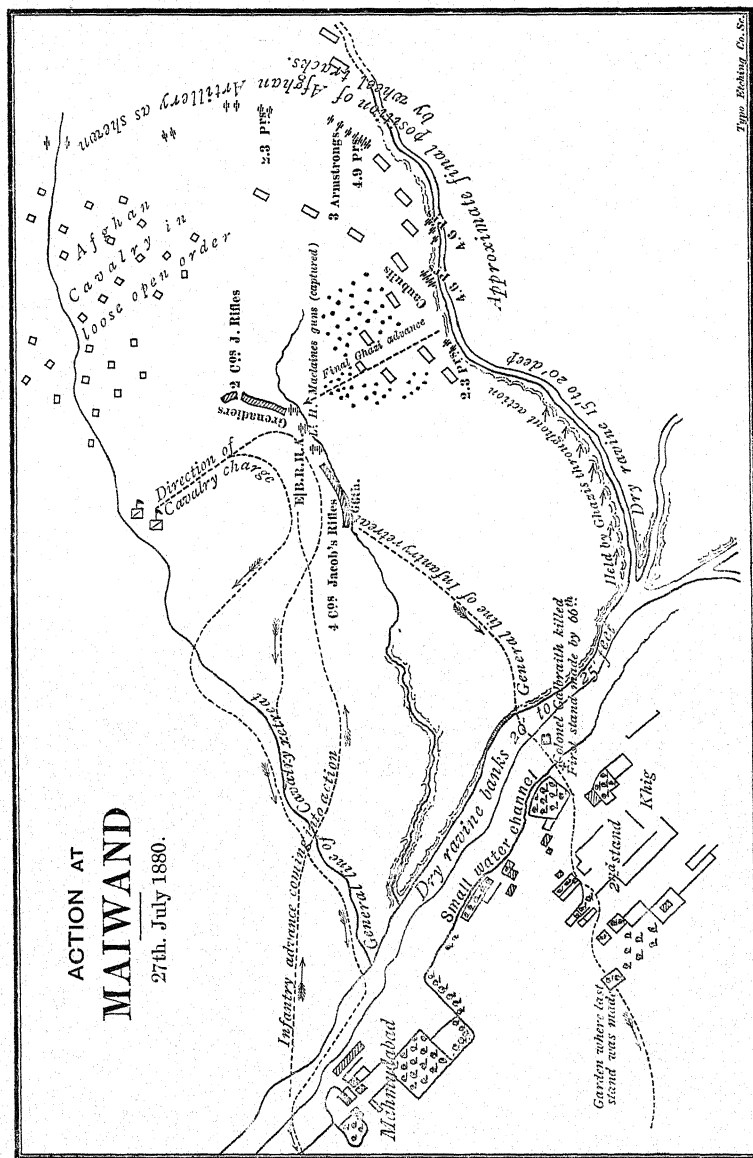 ACTION AT
MAIWAND
27th. July 1880.
Approximate final position of Afghan Artillery as shewn
by wheel tracks.
Afghan
Cavalry in
loose open order
2.3 Prs
3 Armstrongs
4.9 Prs
4.6 P.
4.6 P.
2.3 Prs
Caubulls
2 Cos J. Rifles
Grenadiers
Maclaines guns (captured)
Final Ghazi advance
E|B.R.H.A.
Direction of
Cavalry charge
4 Cos Jacob's Rifles
66th.
General line of Infantry retreat
Held by Ghazis throughout action
Dry ravine 15' to 20' deep
Dry ravine
General line of Cavalry retreat
Infantry advance coming into action
Dry ravine banks 20' to 25' feet
Small water channel
Colonel Galbraith killed
First stand made by 66th
2nd stand
Khig
Garden where last
stand was made
Mahmudabad
Typo Etching Co. Sc.